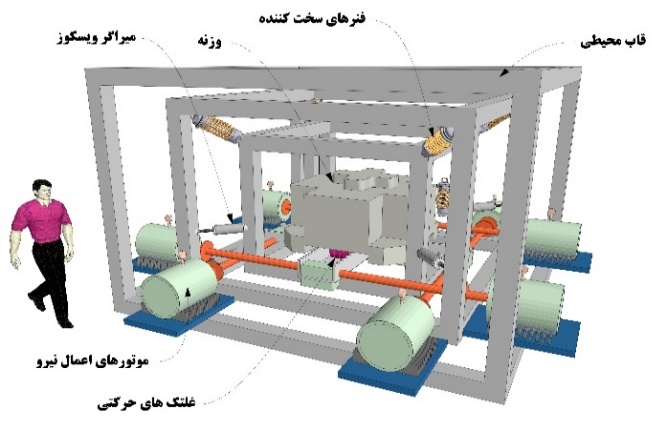 فنرهای سخت کننده
قاب محیطی
وزنه
میراگر ویسکوز
موتورهای اعمال نیرو
غلتک های حرکتی